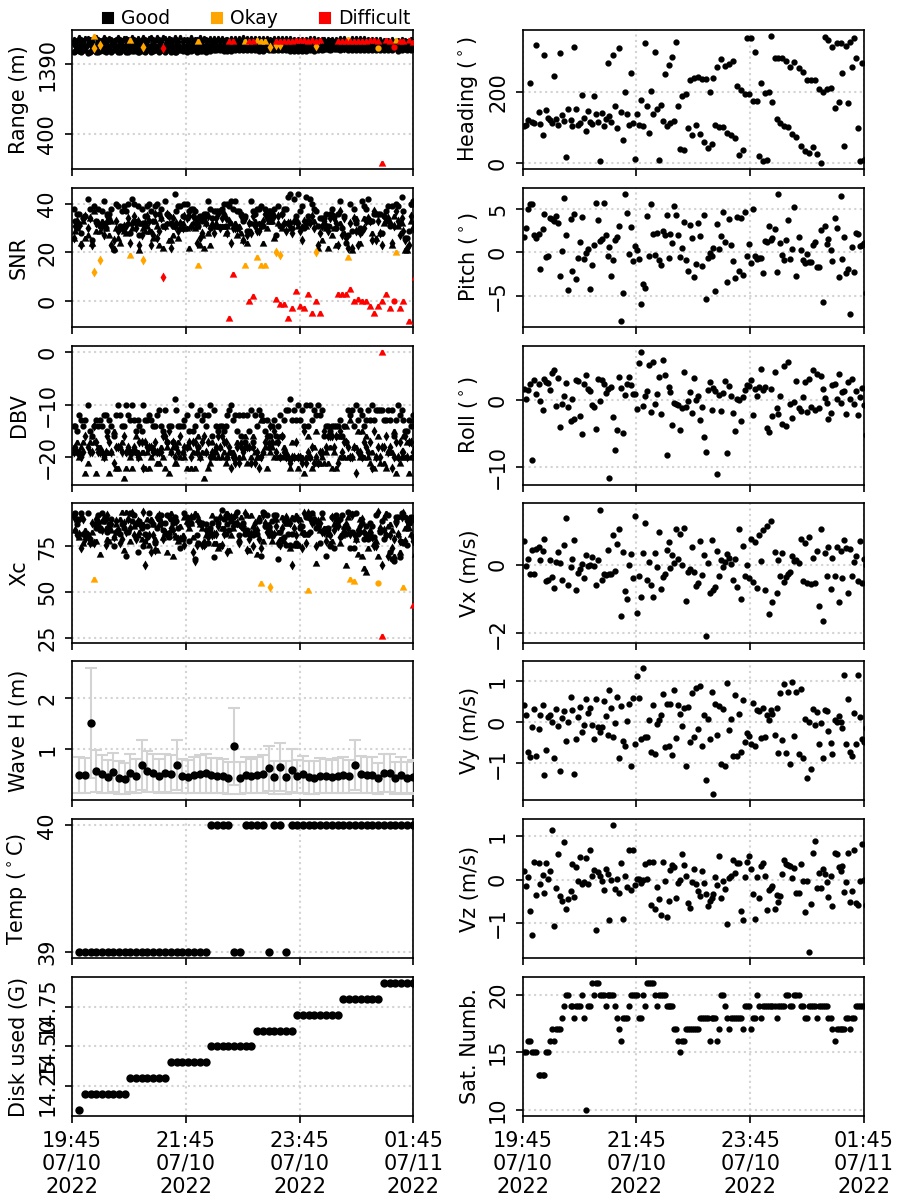 Good Okay Difficult
Range (m)
1390
400
Heading (°)
200
0
SNR
40
20
0
Pitch (°)
5
0
−5
DBV
0
−10
−20
Roll (°)
0
−10
Xc
75
50
25
Vx (m/s)
0
−2
Wave H (m)
2
1
Vy (m/s)
1
0
−1
Temp (°C)
40
39
Vz (m/s)
1
0
−1
Disk used (G)
14.75
14.50
14.25
Sat. Numb.
20
15
10
19:45 21:45 23:45 01:45
07/10 07/10 07/10 07/11
2022 2022 2022 2022
19:45 21:45 23:45 01:45
07/10 07/10 07/10 07/11
2022 2022 2022 2022